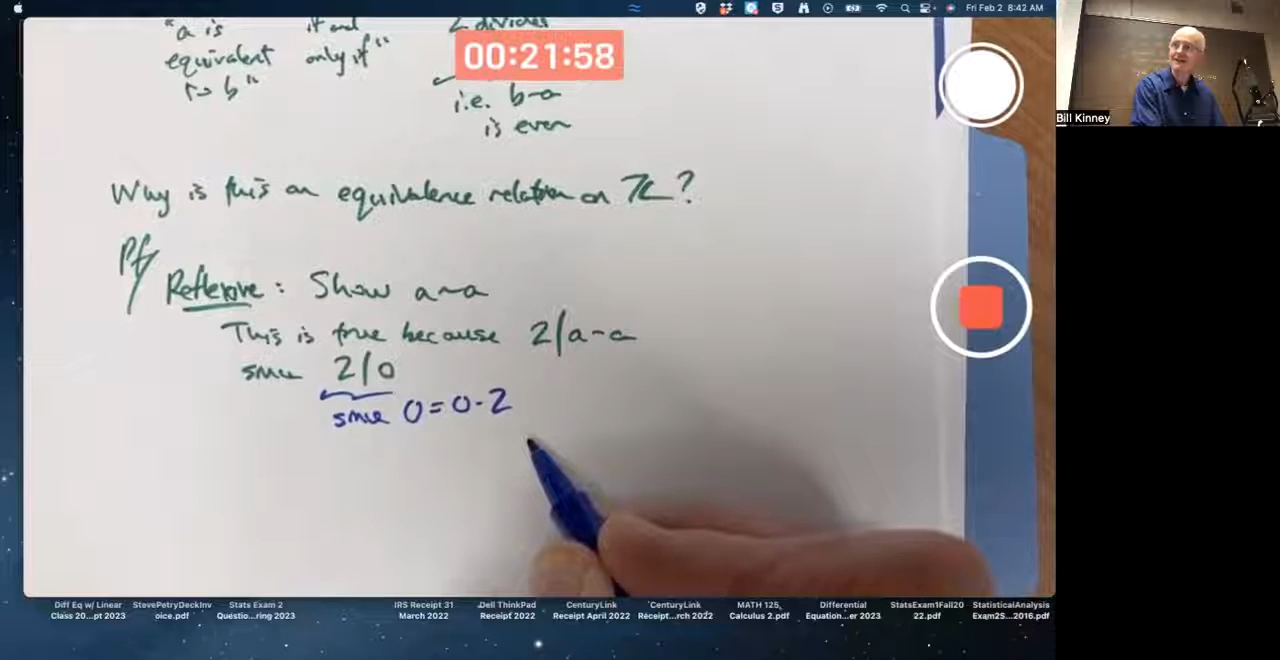 Fri Feb 2 8:42 AM
"a is if and 2 divides
equivalent only if"
to b"
00:21:58
i.e. b-a
is even
Bill Kinney
Why is this an equivalence relation on ℤ?
Pf/
Reflexive: Show a~a
This is true because 2|a-a
since 2|0
since 0=0·2
Diff Eq w/ Linear
Class 20...pt 2023
StevePetryDeckInv
oice.pdf
Stats Exam 2
Questio...ring 2023
IRS Receipt 31
March 2022
Dell ThinkPad
Receipt 2022
CenturyLink
Receipt April 2022
CenturyLink
Receipt...rch 2022
MATH 125,
Calculus 2.pdf
Differential
Equation...er 2023
StatsExam1Fall20
22.pdf
StatisticalAnalysis
Exam2S...2016.pdf